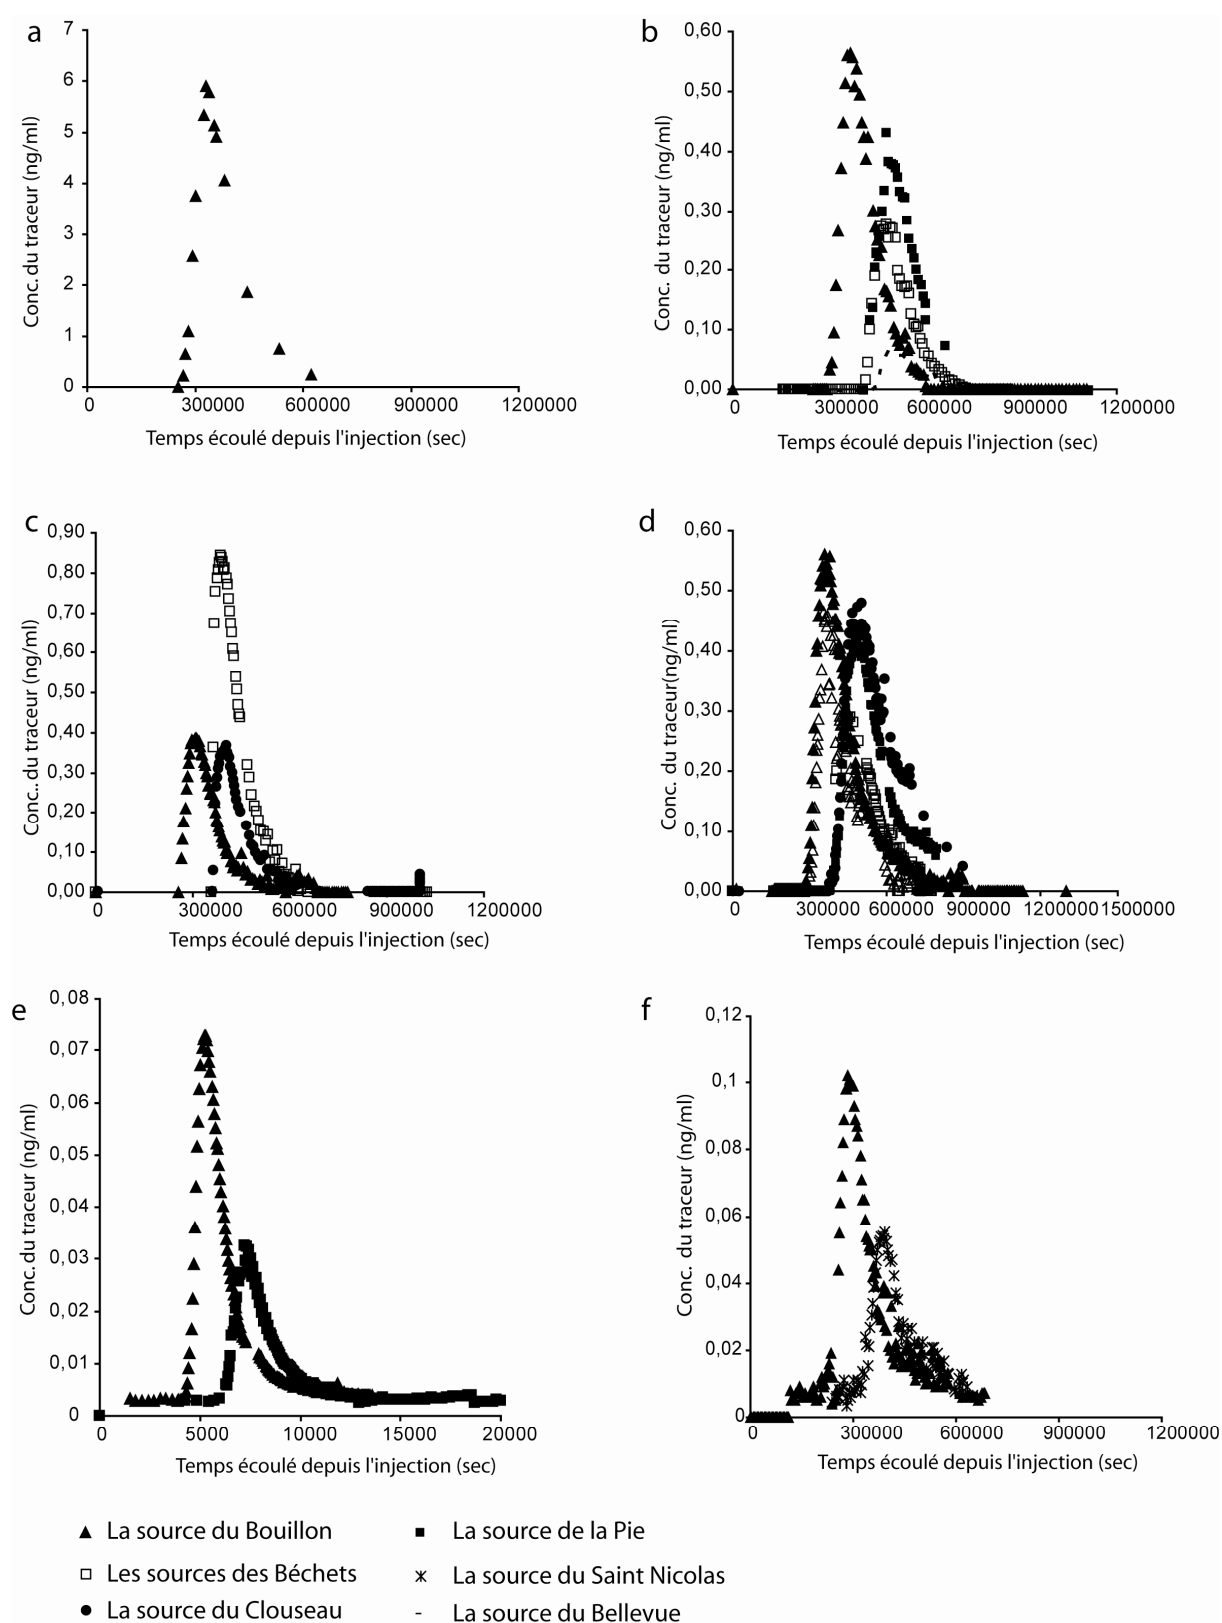 a
7
6
5
4
3
2
1
0
Conc. du traceur (ng/ml)
0 300000 600000 900000 1200000
Temps écoulé depuis l'injection (sec)
b
0,60
0,50
0,40
0,30
0,20
0,10
0,00
Conc. du traceur (ng/ml)
0 300000 600000 900000 1200000
Temps écoulé depuis l'injection (sec)
c
0,90
0,80
0,70
0,60
0,50
0,40
0,30
0,20
0,10
0,00
Conc. du traceur (ng/ml)
0 300000 600000 900000 1200000
Temps écoulé depuis l'injection (sec)
d
0,60
0,50
0,40
0,30
0,20
0,10
0,00
Conc. du traceur(ng/ml)
0 300000 600000 900000 1200000 1500000
Temps écoulé depuis l'injection (sec)
e
0,08
0,07
0,06
0,05
0,04
0,03
0,02
0,01
0
Conc. du traceur (ng/ml)
0 5000 10000 15000 20000
Temps écoulé depuis l'injection (sec)
f
0,12
0,1
0,08
0,06
0,04
0,02
0
Conc. du traceur (ng/ml)
0 300000 600000 900000 1200000
Temps écoulé depuis l'injection (sec)
La source du Bouillon
Les sources des Béchets
La source du Clouseau
La source de la Pie
La source du Saint Nicolas
La source du Bellevue